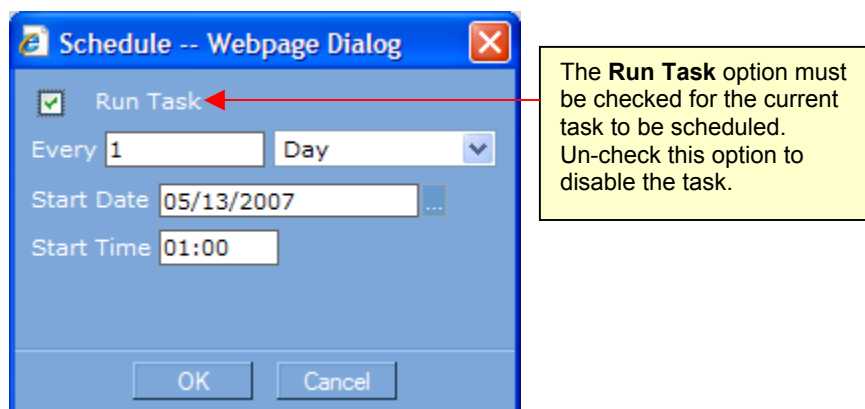 Schedule -- Webpage Dialog
Run Task
Every 1 Day
Start Date 05/13/2007 ...
Start Time 01:00
OK Cancel
The Run Task option must
be checked for the current
task to be scheduled.
Un-check this option to
disable the task.